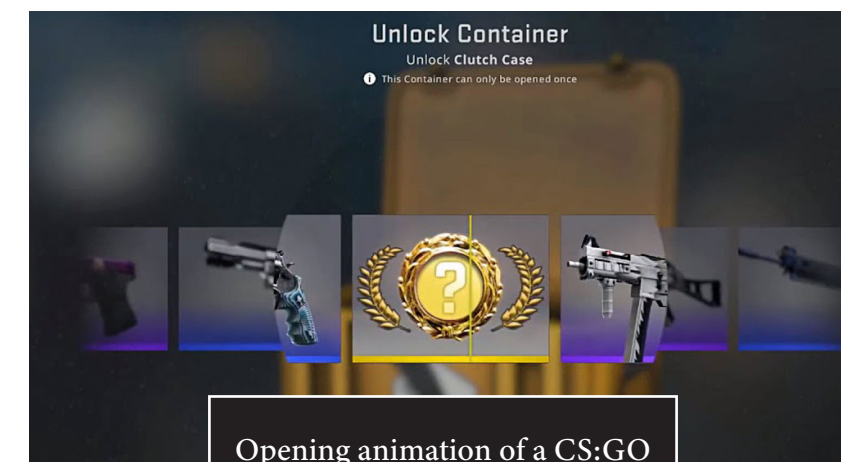 Unlock Container
Unlock Clutch Case
i This Container can only be opened once
?
Opening animation of a CS:GO